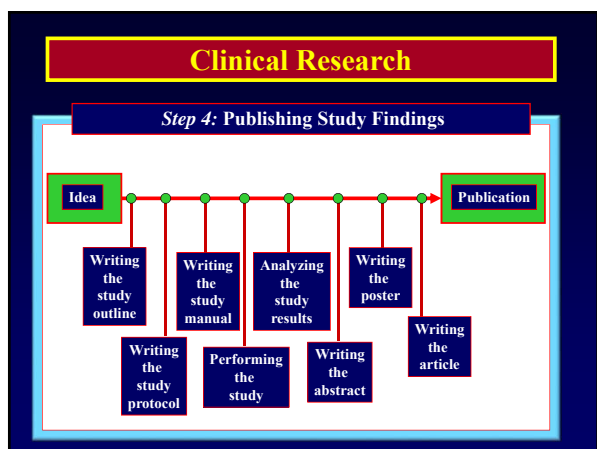 Clinical Research
Step 4: Publishing Study Findings
Idea
Publication
Writing
the
study
outline
Writing
the
study
protocol
Writing
the
study
manual
Performing
the
study
Analyzing
the
study
results
Writing
the
abstract
Writing
the
poster
Writing
the
article